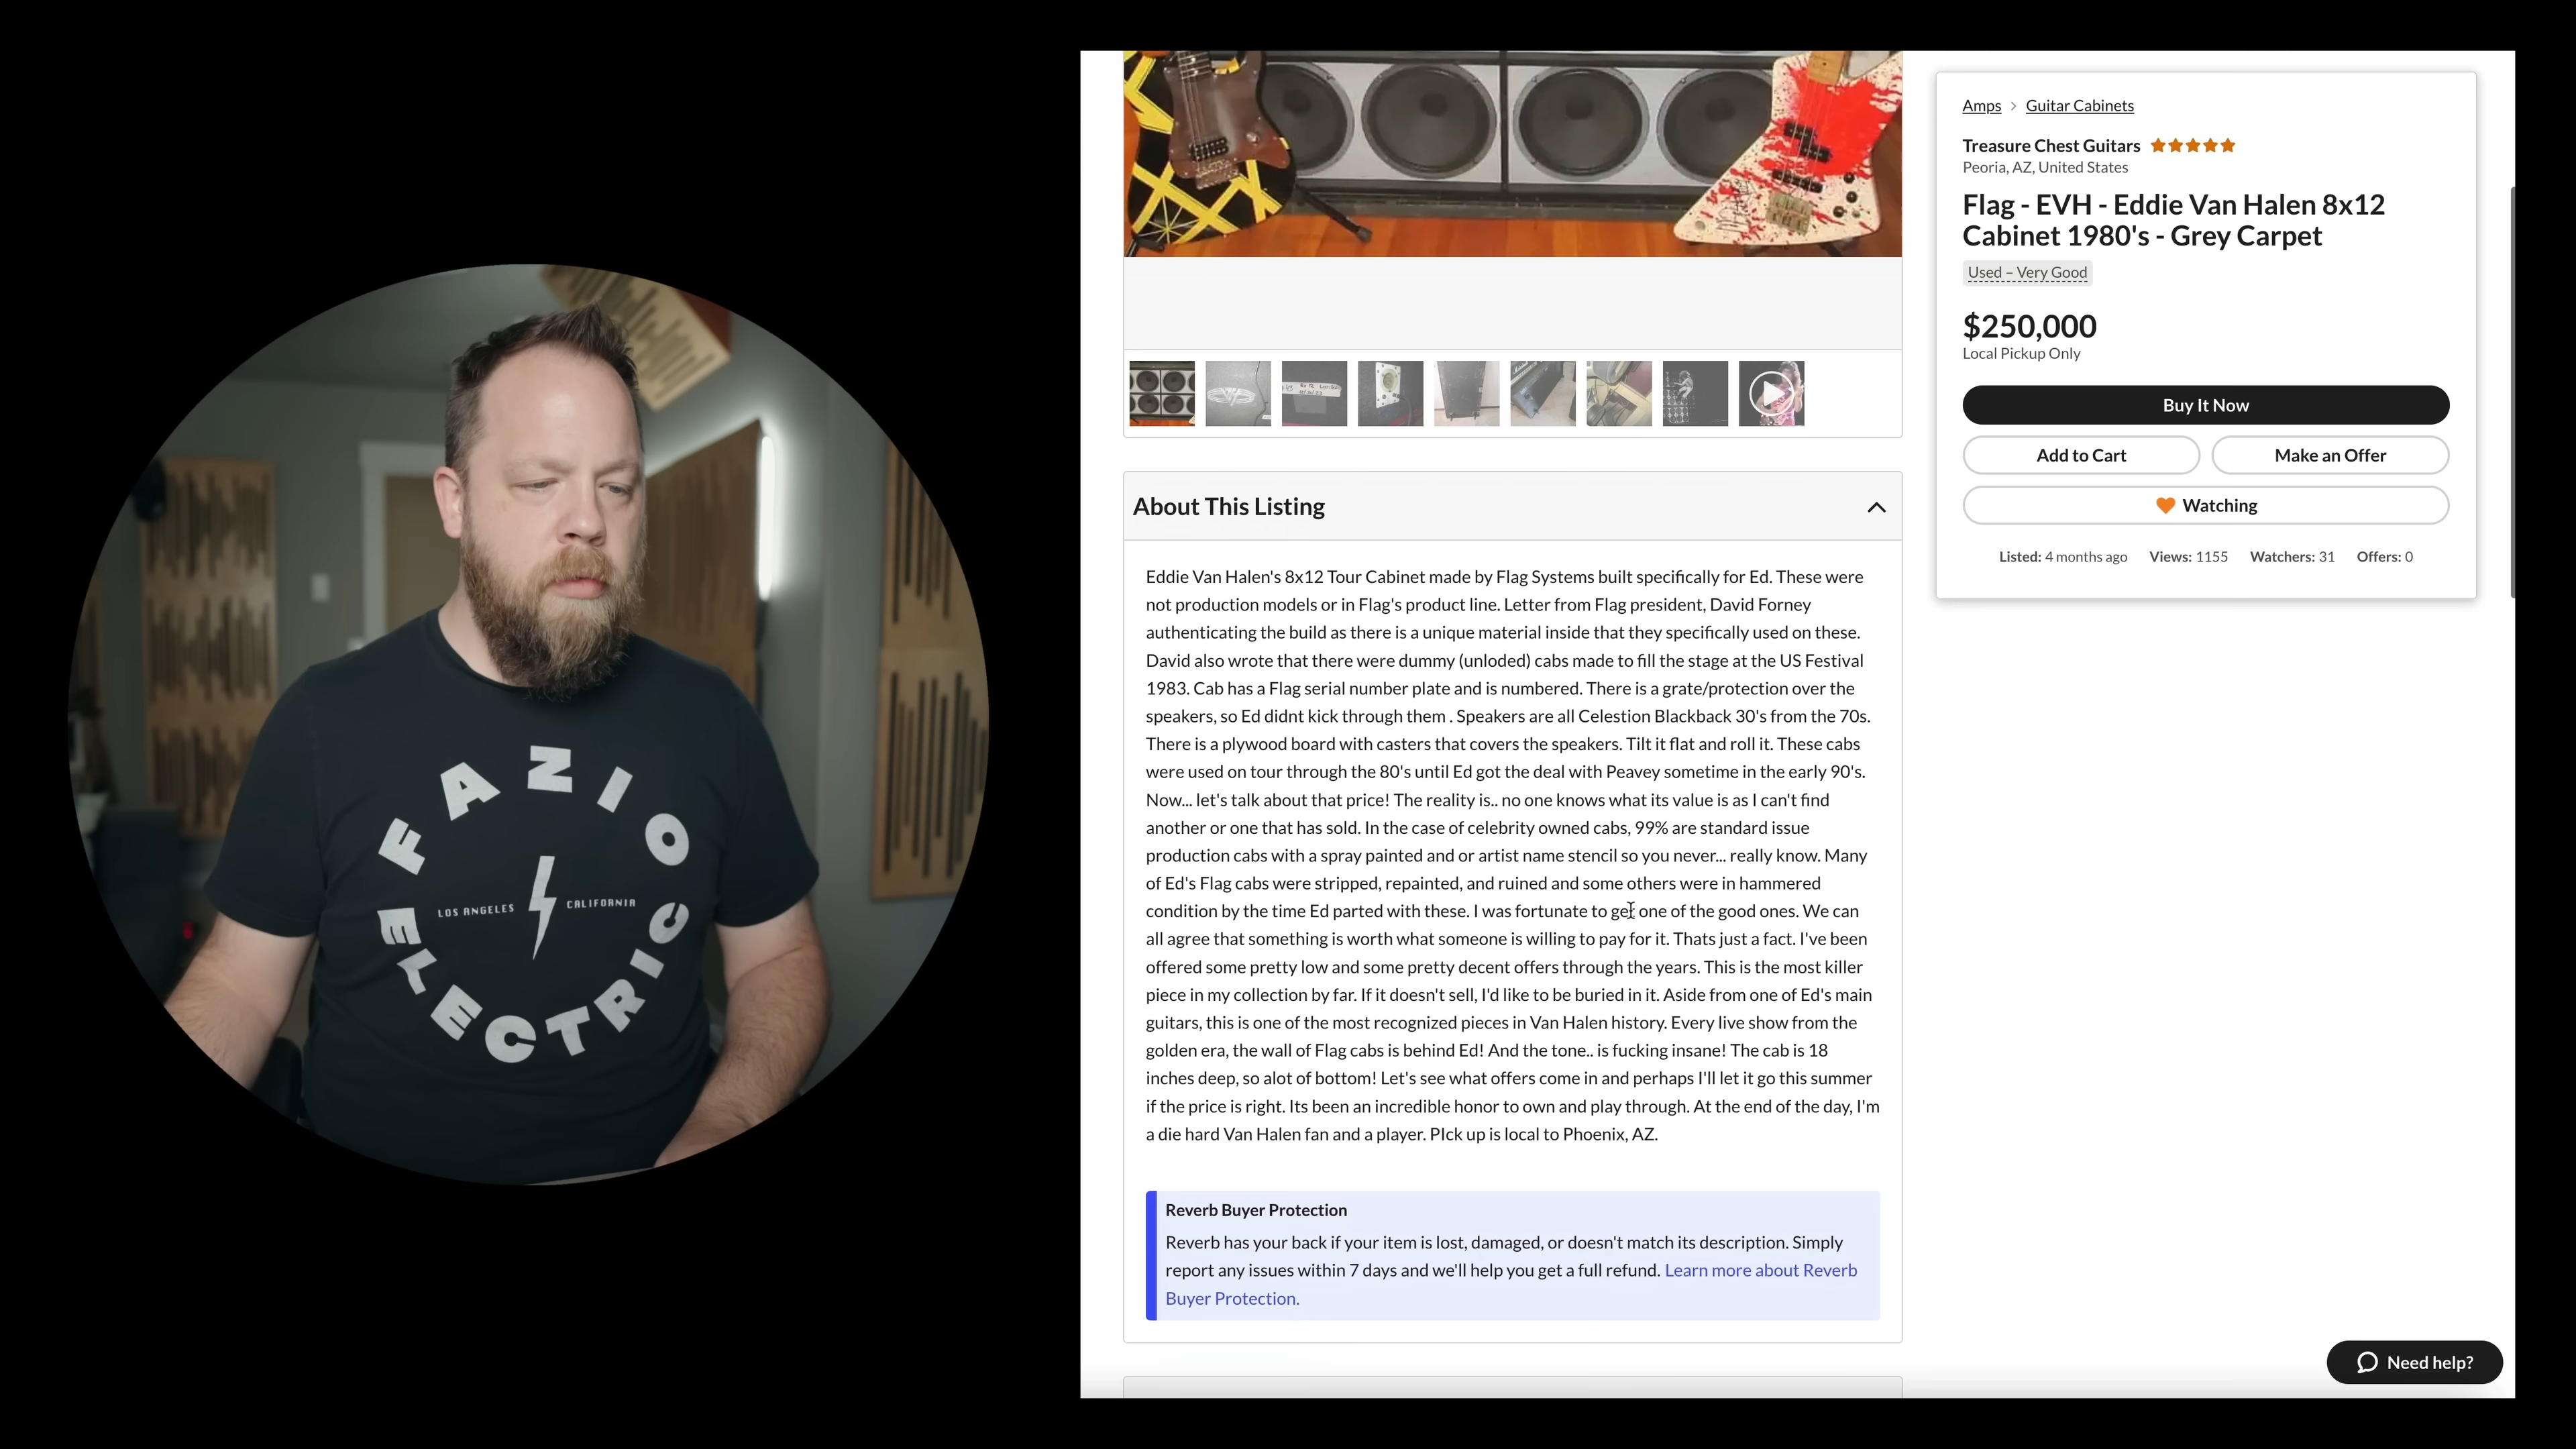 FAZIO
LOS ANGELES CALIFORNIA
ELECTRIC
Amps > Guitar Cabinets
Treasure Chest Guitars
Peoria, AZ, United States
Flag - EVH - Eddie Van Halen 8x12
Cabinet 1980's - Grey Carpet
Used – Very Good
$250,000
Local Pickup Only
Buy It Now
Add to Cart
Make an Offer
Watching
Listed: 4 months ago Views: 1155 Watchers: 31 Offers: 0
About This Listing
Eddie Van Halen's 8x12 Tour Cabinet made by Flag Systems built specifically for Ed. These were
not production models or in Flag's product line. Letter from Flag president, David Forney
authenticating the build as there is a unique material inside that they specifically used on these.
David also wrote that there were dummy (unloded) cabs made to fill the stage at the US Festival
1983. Cab has a Flag serial number plate and is numbered. There is a grate/protection over the
speakers, so Ed didnt kick through them . Speakers are all Celestion Blackback 30's from the 70s.
There is a plywood board with casters that covers the speakers. Tilt it flat and roll it. These cabs
were used on tour through the 80's until Ed got the deal with Peavey sometime in the early 90's.
Now... let's talk about that price! The reality is.. no one knows what its value is as I can't find
another or one that has sold. In the case of celebrity owned cabs, 99% are standard issue
production cabs with a spray painted and or artist name stencil so you never... really know. Many
of Ed's Flag cabs were stripped, repainted, and ruined and some others were in hammered
condition by the time Ed parted with these. I was fortunate to get one of the good ones. We can
all agree that something is worth what someone is willing to pay for it. Thats just a fact. I've been
offered some pretty low and some pretty decent offers through the years. This is the most killer
piece in my collection by far. If it doesn't sell, I'd like to be buried in it. Aside from one of Ed's main
guitars, this is one of the most recognized pieces in Van Halen history. Every live show from the
golden era, the wall of Flag cabs is behind Ed! And the tone.. is fucking insane! The cab is 18
inches deep, so alot of bottom! Let's see what offers come in and perhaps I'll let it go this summer
if the price is right. Its been an incredible honor to own and play through. At the end of the day, I'm
a die hard Van Halen fan and a player. PIck up is local to Phoenix, AZ.
Reverb Buyer Protection
Reverb has your back if your item is lost, damaged, or doesn't match its description. Simply
report any issues within 7 days and we'll help you get a full refund. Learn more about Reverb
Buyer Protection.
Need help?